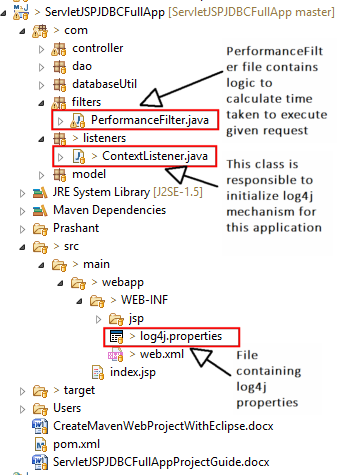 > ServletJSPJDBCFullApp [ServletJSPJDBCFullApp master]
> com
> controller
> dao
> databaseUtil
> filters
> PerformanceFilter.java
> listeners
> ContextListener.java
> model
JRE System Library [J2SE-1.5]
Maven Dependencies
> Prashant
> src
> main
> webapp
> WEB-INF
jsp
> log4j.properties
> web.xml
index.jsp
> target
> Users
CreateMavenWebProjectWithEclipse.docx
pom.xml
ServletJSPJDBCFullAppProjectGuide.docx
PerformanceFilt
er file contains
logic to
calculate time
taken to execute
given request
This class is
responsible to
initialize log4j
mechanism for
this application
File
containing
log4j
properties